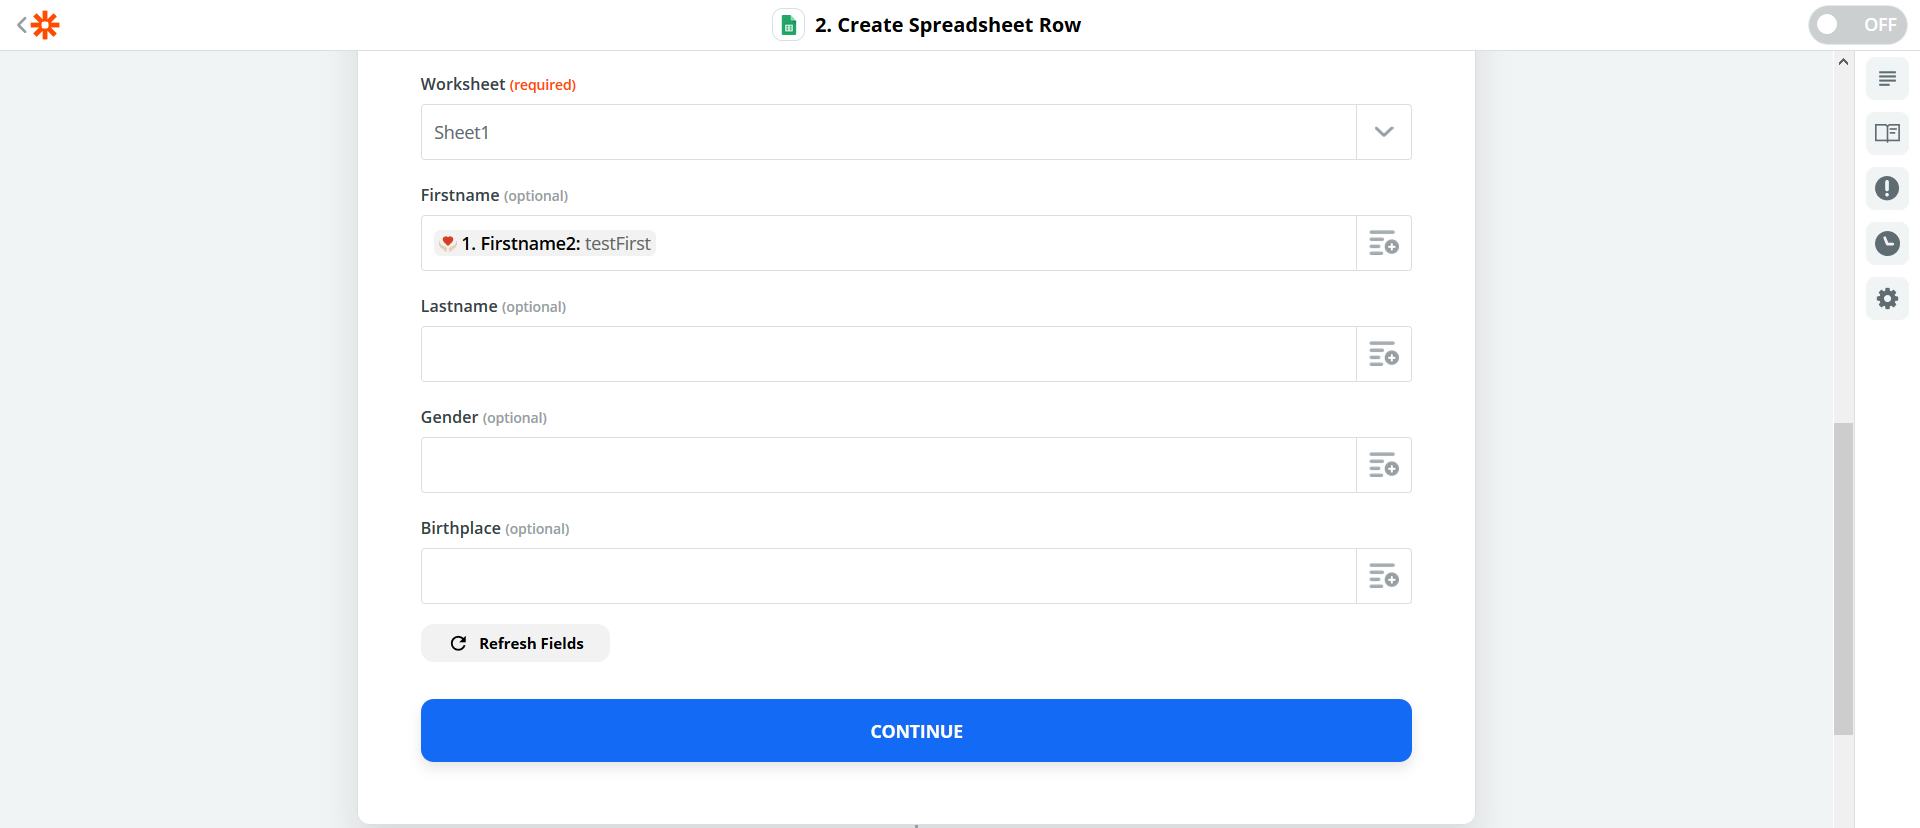 2. Create Spreadsheet Row
OFF
Worksheet (required)
Sheet1
Firstname (optional)
1. Firstname2: testFirst
Lastname (optional)
Gender (optional)
Birthplace (optional)
Refresh Fields
CONTINUE